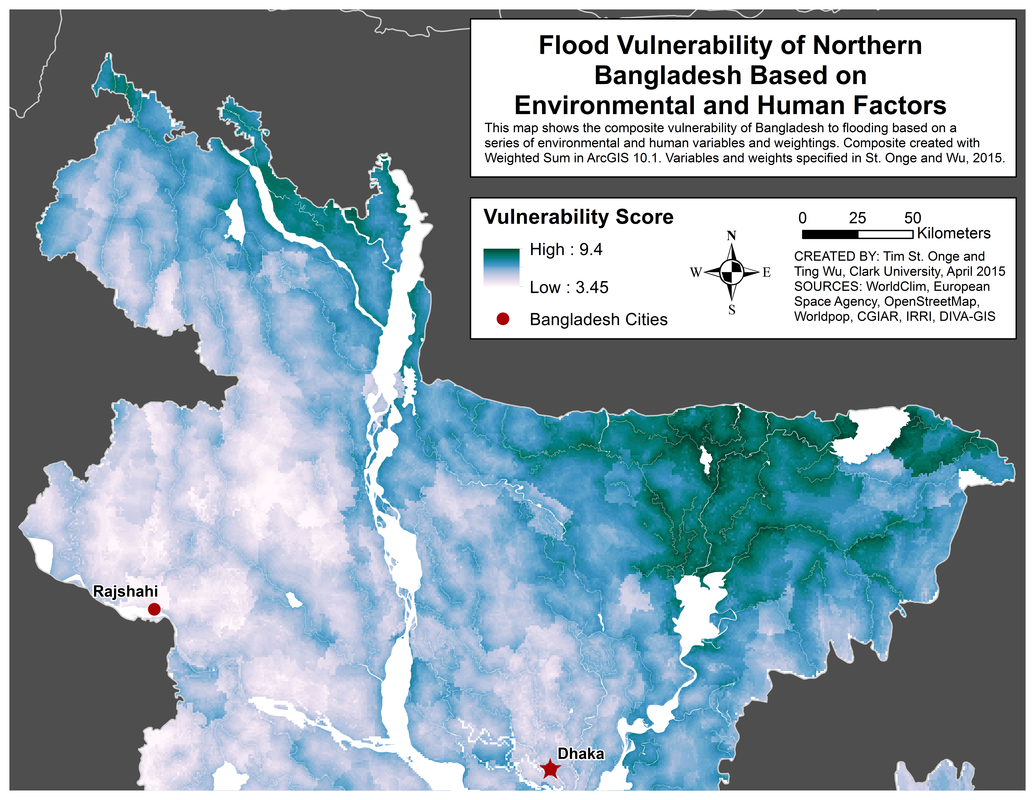 Flood Vulnerability of Northern
Bangladesh Based on
Environmental and Human Factors
This map shows the composite vulnerability of Bangladesh to flooding based on a
series of environmental and human variables and weightings. Composite created with
Weighted Sum in ArcGIS 10.1. Variables and weights specified in St. Onge and Wu, 2015.
Vulnerability Score
High : 9.4
Low : 3.45
Bangladesh Cities
N
W E
S
0 25 50
Kilometers
CREATED BY: Tim St. Onge and
Ting Wu, Clark University, April 2015
SOURCES: WorldClim, European
Space Agency, OpenStreetMap,
Worldpop, CGIAR, IRRI, DIVA-GIS
Rajshahi
Dhaka